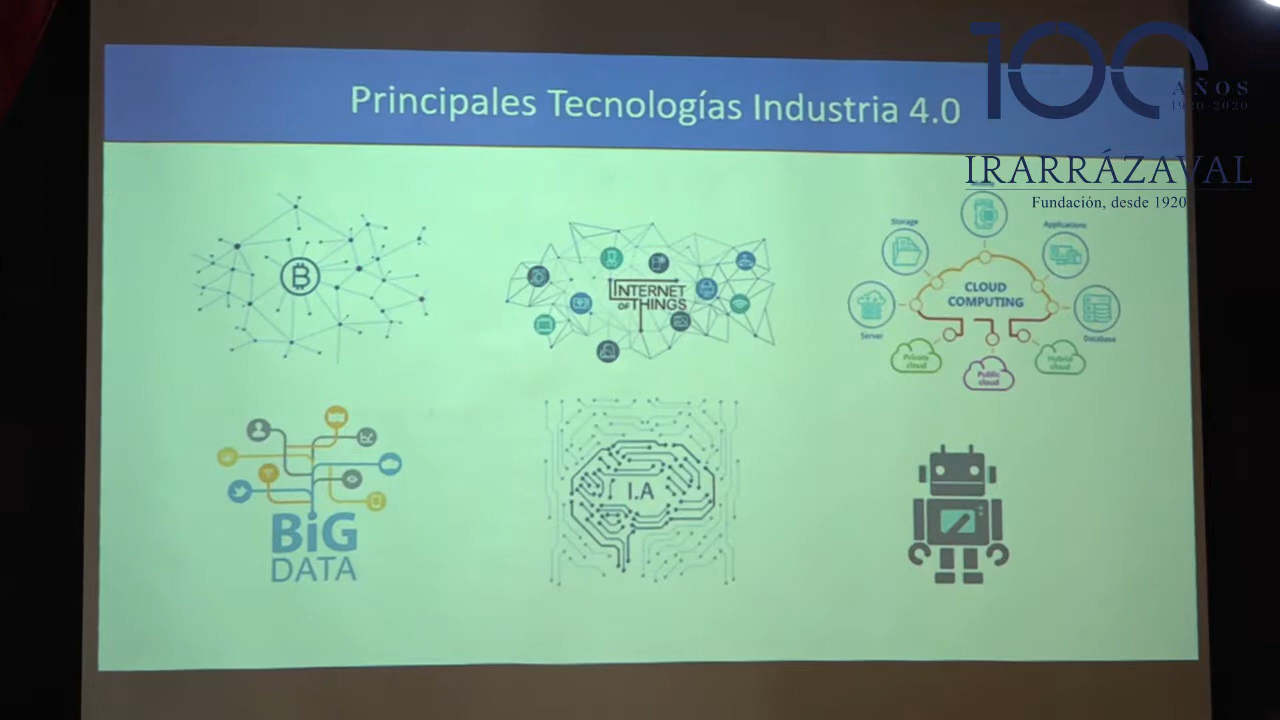 Principales Tecnologías Industria 4.0
100
AÑOS
1920-2020
IRARRÁZAVAL
Fundación, desde 1920
B
INTERNET
OF THINGS
Storage
Applications
Server
Database
CLOUD
COMPUTING
Private
cloud
Public
cloud
Hybrid
cloud
BiG
DATA
I.A